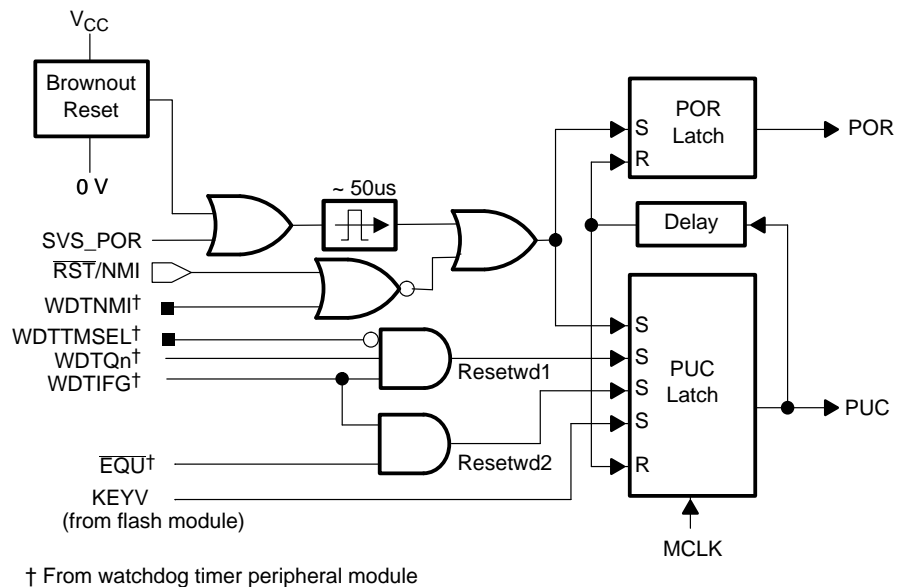 VCC
Brownout
Reset
0 V
~ 50us
SVS_POR
RST/NMI
WDTNMI†
WDTTMSEL†
WDTQn†
WDTIFG†
Resetwd1
EQU†
Resetwd2
KEYV
(from flash module)
S
R
POR
Latch
POR
Delay
S
S
S
S
R
PUC
Latch
PUC
MCLK
† From watchdog timer peripheral module